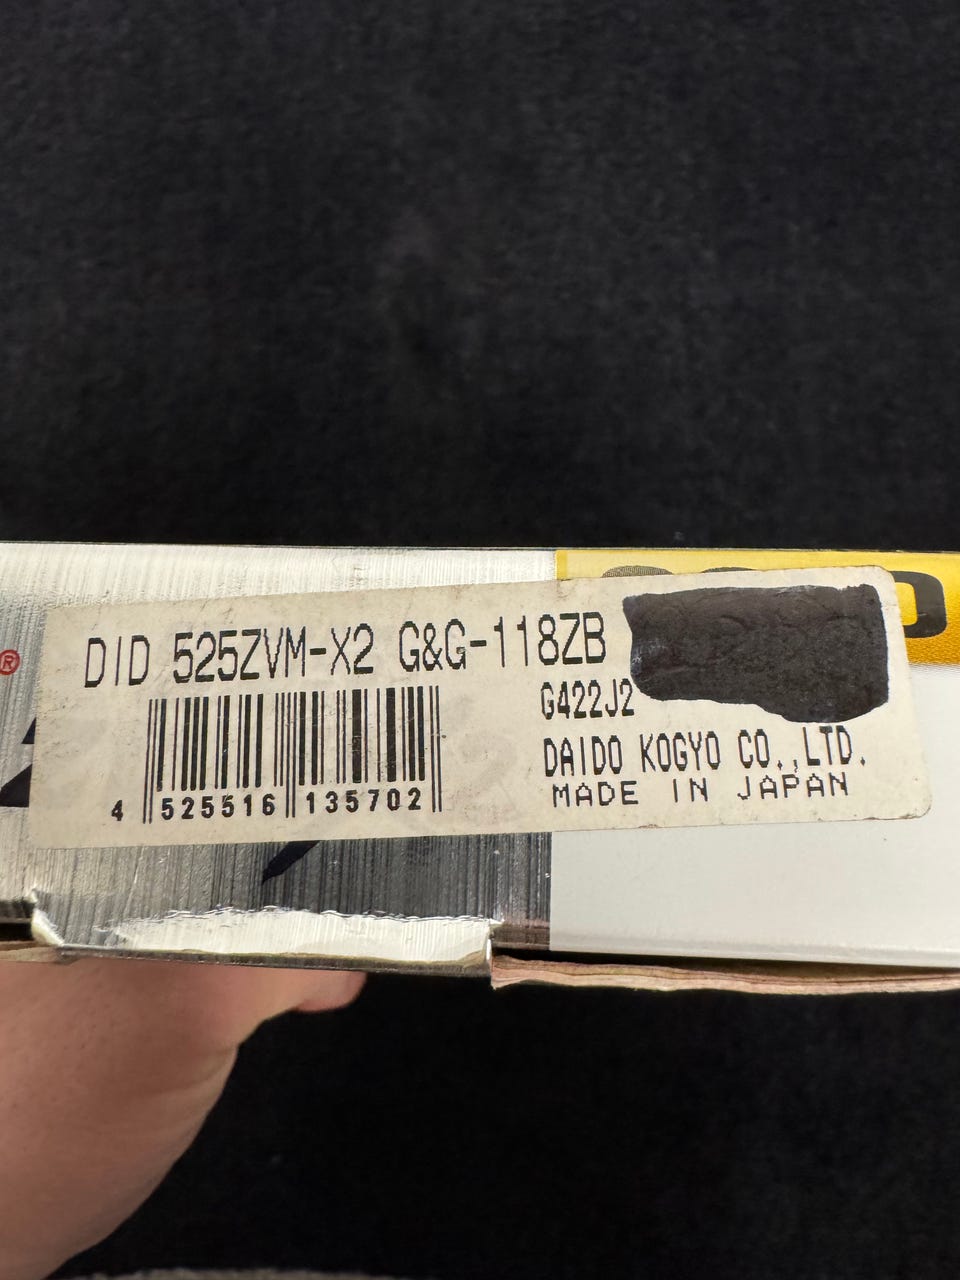 ®
DID 525ZVM-X2 G&G-118ZB
G422J2
DAIDO KOGYO CO.,LTD.
MADE IN JAPAN
4 525516 135702